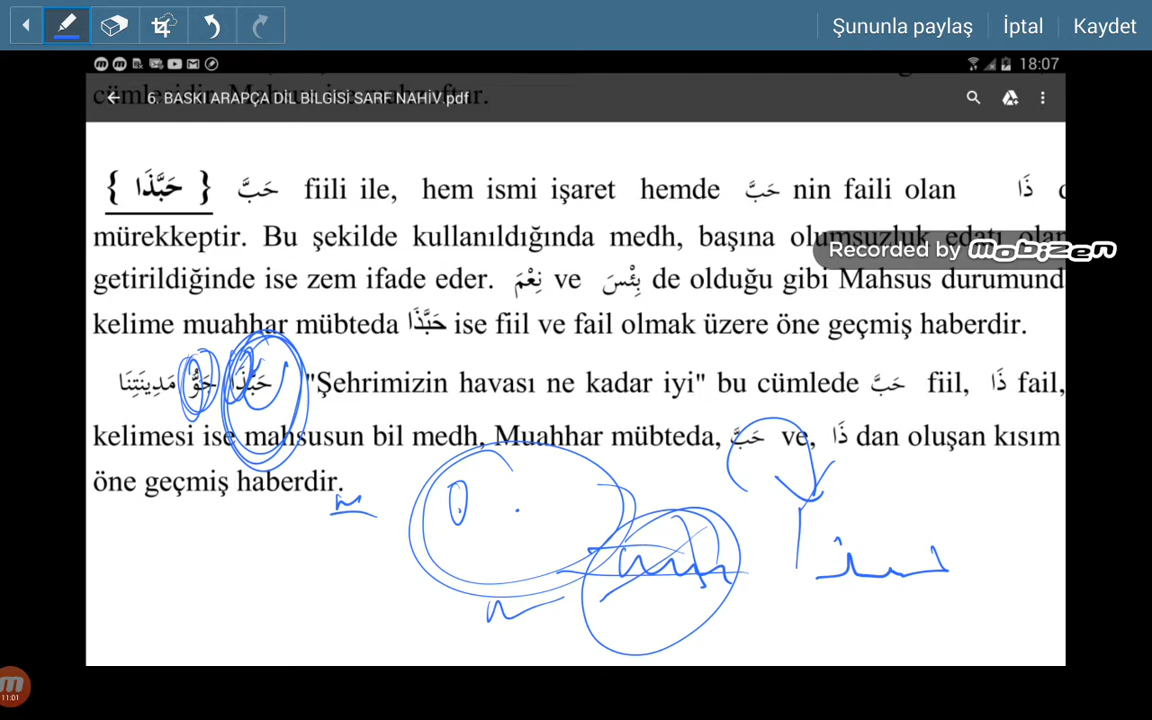 Şununla paylaş İptal Kaydet
18:07
6. BASKI ARAPÇA DİL BİLGİSİ SARF NAHİV.pdf
{ حَبَّذَا } حَبَّ fiili ile, hem ismi işaret hemde حَبَّ nin faili olan ذَا
mürekkeptir. Bu şekilde kullanıldığında medh, başına olumsuzluk edatı olan
Recorded by mobizen
getirildiğinde ise zem ifade eder. نِعْمَ ve بِئْسَ de olduğu gibi Mahsus durumund
kelime muahhar mübteda حَبَّذَا ise fiil ve fail olmak üzere öne geçmiş haberdir.
حَبَّذَا جَوُّ مَدِينَتِنَا "Şehrimizin havası ne kadar iyi" bu cümlede حَبَّ fiil, ذَا fail,
kelimesi ise mahsusun bil medh, Muahhar mübteda, حَبَّ ve, ذَا dan oluşan kısım
öne geçmiş haberdir.
11:01